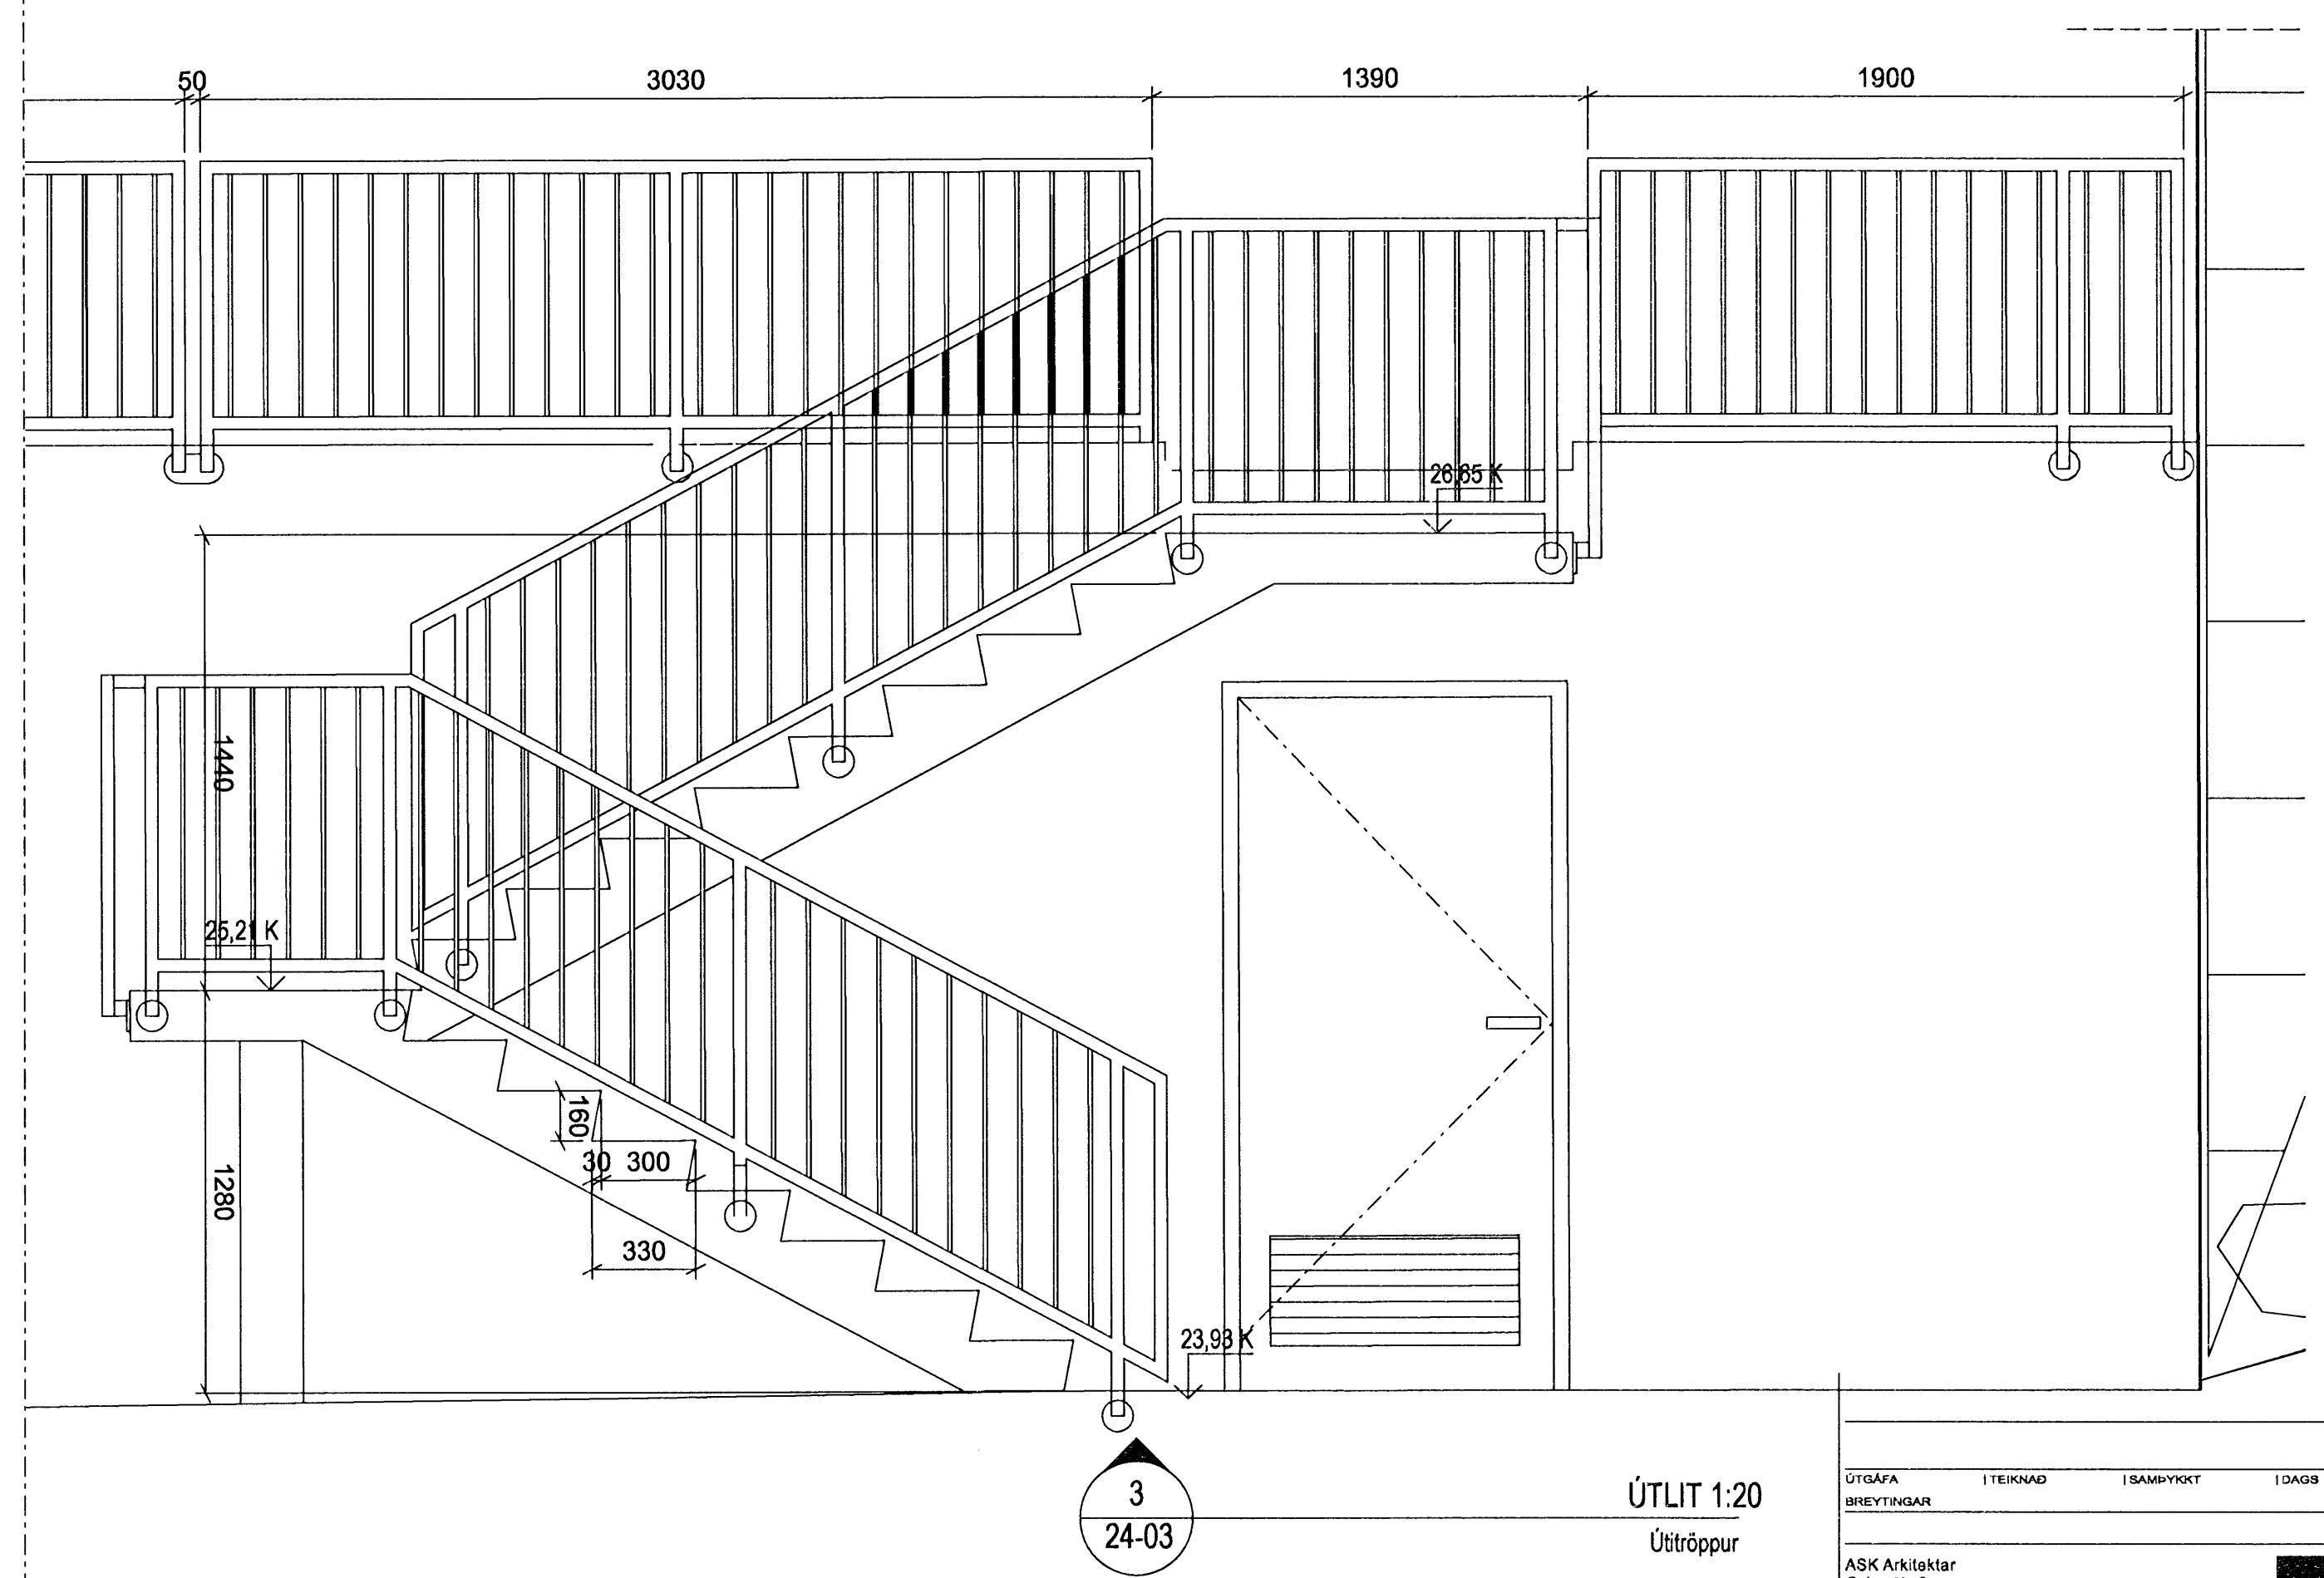 50
3030
1390
1900
26,65 K
1440
25,21 K
160
30 300
1280
330
23,93 K
3
24-03
ÚTLIT 1:20
Útitröppur
ÚTGÁFA | TEIKNAÐ | SAMÞYKKT | DAGS
BREYTINGAR
ASK Arkitektar